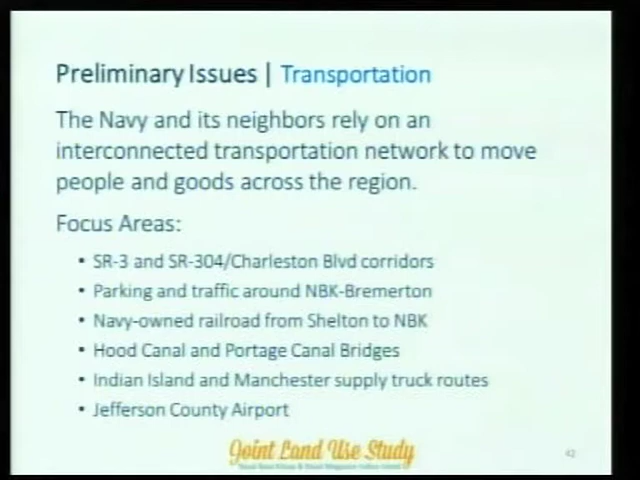 Preliminary Issues | Transportation
The Navy and its neighbors rely on an
interconnected transportation network to move
people and goods across the region.
Focus Areas:
• SR-3 and SR-304/Charleston Blvd corridors
• Parking and traffic around NBK-Bremerton
• Navy-owned railroad from Shelton to NBK
• Hood Canal and Portage Canal Bridges
• Indian Island and Manchester supply truck routes
• Jefferson County Airport
Joint Land Use Study
42